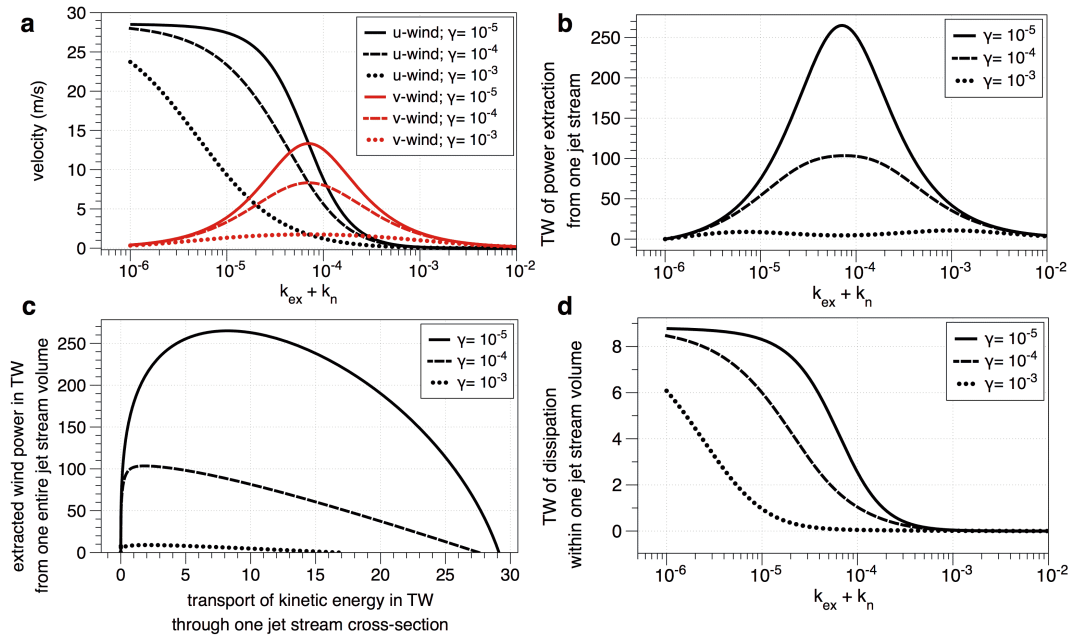 a
velocity (m/s)
30
25
20
15
10
5
0
u-wind; γ= 10⁻⁵
u-wind; γ= 10⁻⁴
u-wind; γ= 10⁻³
v-wind; γ= 10⁻⁵
v-wind; γ= 10⁻⁴
v-wind; γ= 10⁻³
10⁻⁶ 10⁻⁵ 10⁻⁴ 10⁻³ 10⁻²
kₑₓ + kₙ
b
TW of power extraction
from one jet stream
250
200
150
100
50
0
γ= 10⁻⁵
γ= 10⁻⁴
γ= 10⁻³
10⁻⁶ 10⁻⁵ 10⁻⁴ 10⁻³ 10⁻²
kₑₓ + kₙ
c
extracted wind power in TW
from one entire jet stream volume
250
200
150
100
50
0
γ= 10⁻⁵
γ= 10⁻⁴
γ= 10⁻³
0 5 10 15 20 25 30
transport of kinetic energy in TW
through one jet stream cross-section
d
TW of dissipation
within one jet stream volume
8
6
4
2
0
γ= 10⁻⁵
γ= 10⁻⁴
γ= 10⁻³
10⁻⁶ 10⁻⁵ 10⁻⁴ 10⁻³ 10⁻²
kₑₓ + kₙ